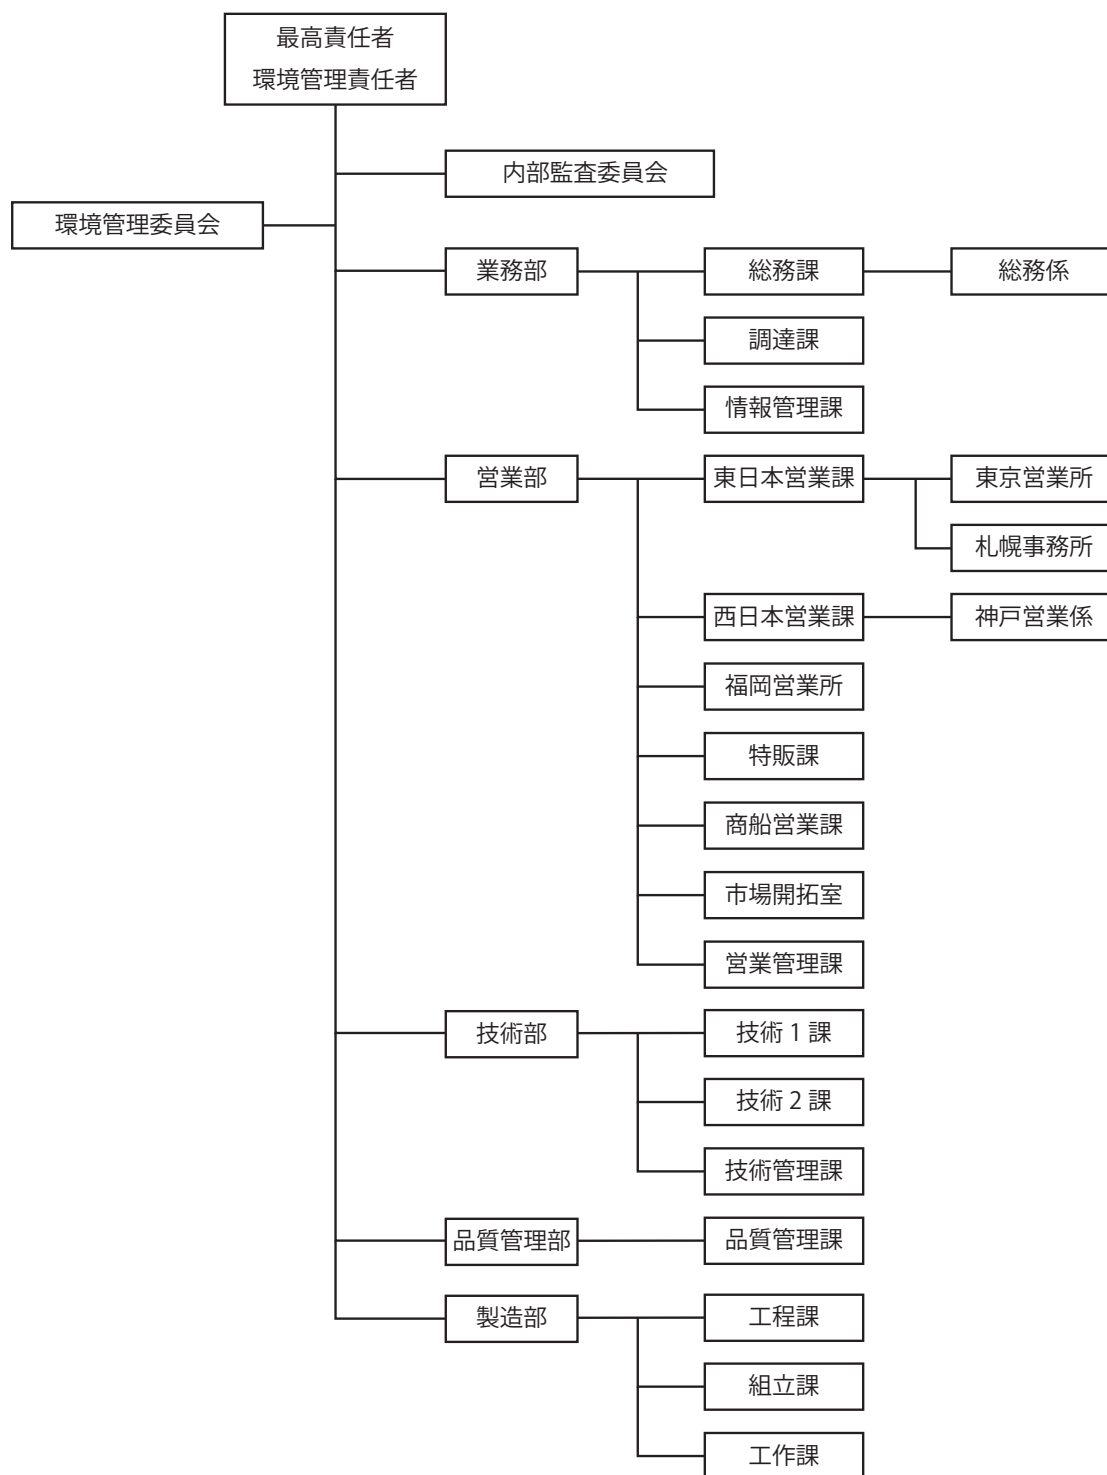 最高責任者
環境管理責任者
内部監査委員会
環境管理委員会
業務部
総務課
総務係
調達課
情報管理課
営業部
東日本営業課
東京営業所
札幌事務所
西日本営業課
神戸営業係
福岡営業所
特販課
商船営業課
市場開拓室
営業管理課
技術部
技術 1 課
技術 2 課
技術管理課
品質管理部
品質管理課
製造部
工程課
組立課
工作課